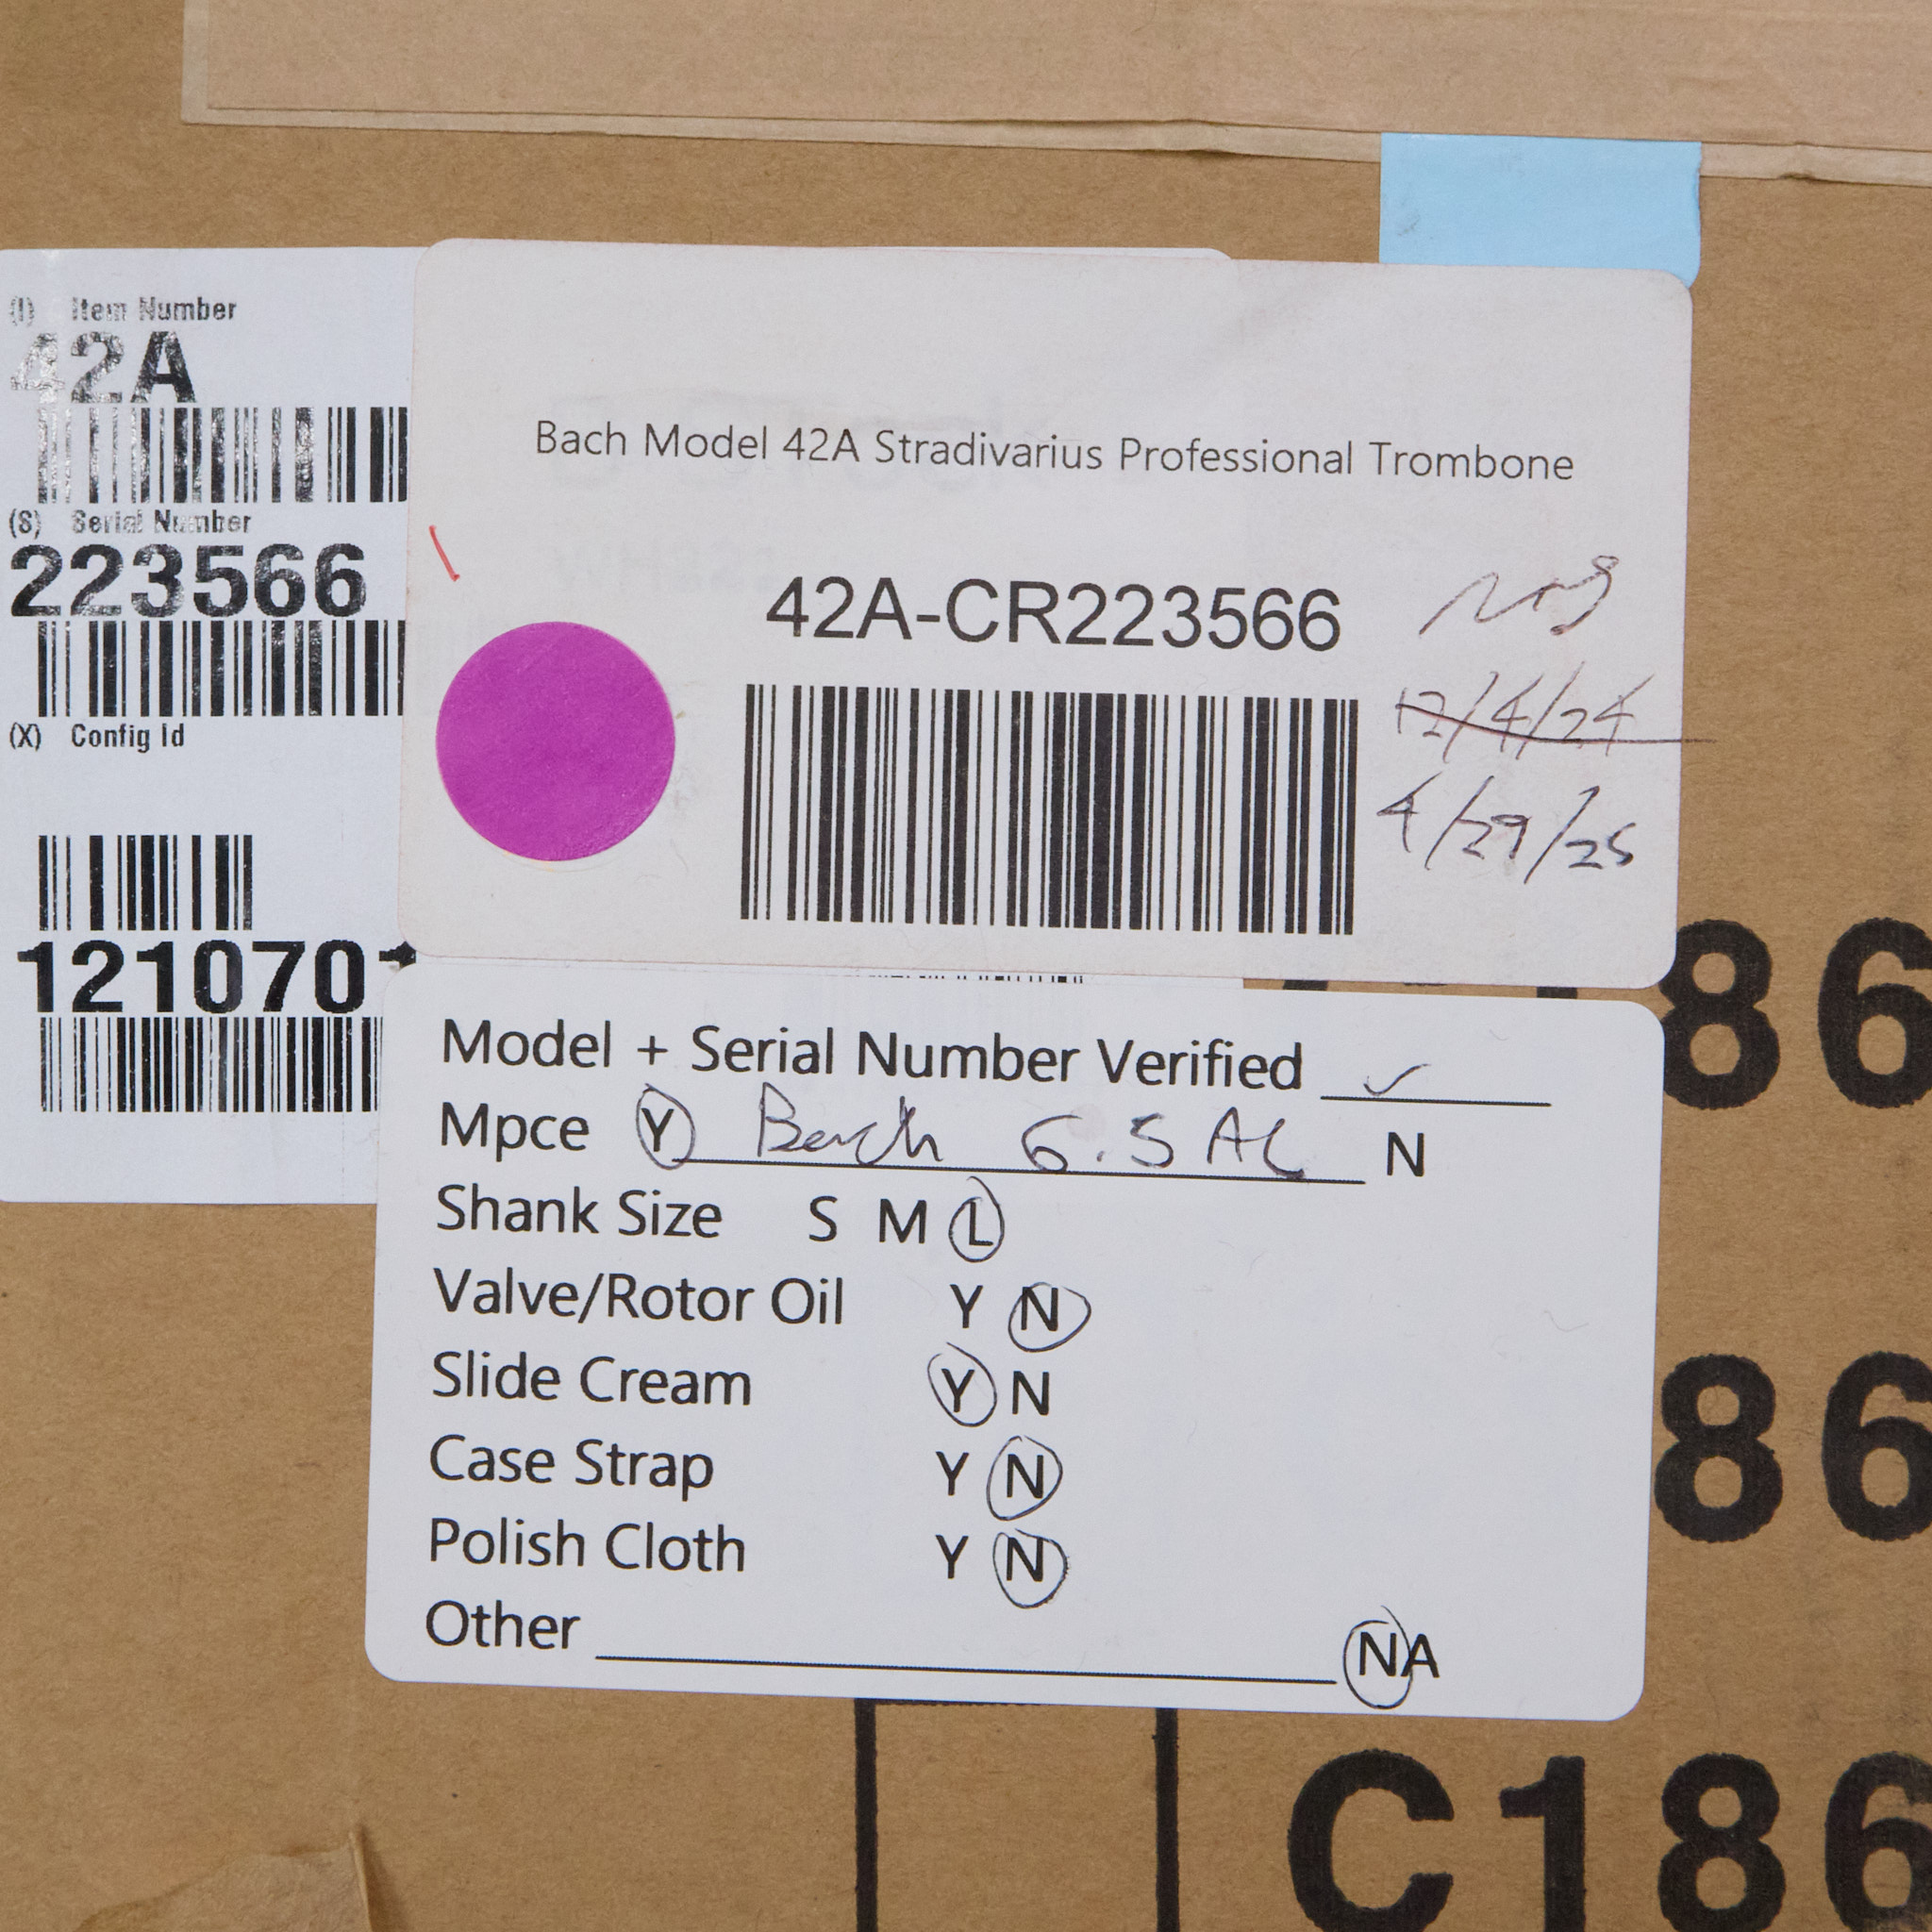 (I) Item Number
42A
(S) Serial Number
223566
(X) Config Id
1210701
Bach Model 42A Stradivarius Professional Trombone
42A-CR223566
12/4/24
4/29/25
Model + Serial Number Verified ✓
Mpce Y Bach 6.5 AL N
Shank Size S M L
Valve/Rotor Oil Y N
Slide Cream Y N
Case Strap Y N
Polish Cloth Y N
Other NA
86
86
C186